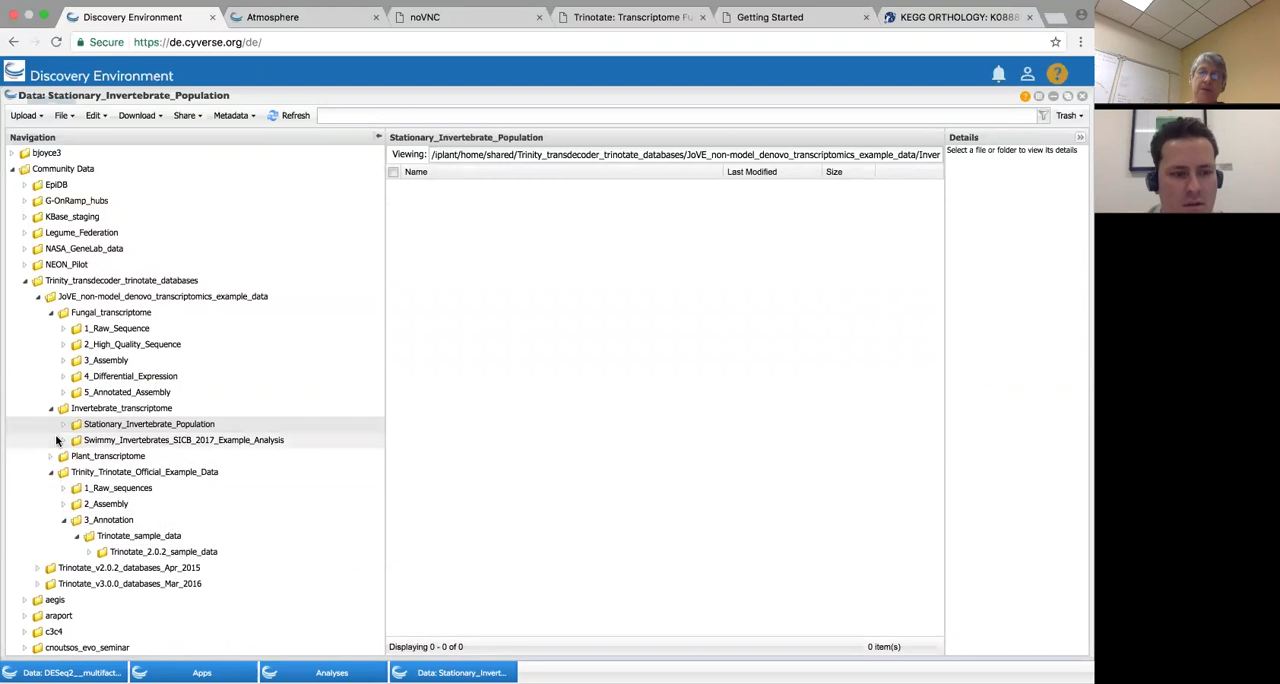 Discovery Environment
Atmosphere
noVNC
Trinotate: Transcriptome Fu
Getting Started
KEGG ORTHOLOGY: K0888
Secure
https://de.cyverse.org/de/
Discovery Environment
Data: Stationary_Invertebrate_Population
Upload
File
Edit
Download
Share
Metadata
Refresh
Trash
Navigation
Stationary_Invertebrate_Population
Details
bjoyce3
Viewing:
/iplant/home/shared/Trinity_transdecoder_trinotate_databases/JoVE_non-model_denovo_transcriptomics_example_data/Inver
Select a file or folder to view its details
Community Data
Name
Last Modified
Size
EpiDB
G-OnRamp_hubs
KBase_staging
Legume_Federation
NASA_GeneLab_data
NEON_Pilot
Trinity_transdecoder_trinotate_databases
JoVE_non-model_denovo_transcriptomics_example_data
Fungal_transcriptome
1_Raw_Sequence
2_High_Quality_Sequence
3_Assembly
4_Differential_Expression
5_Annotated_Assembly
Invertebrate_transcriptome
Stationary_Invertebrate_Population
Swimmy_Invertebrates_SICB_2017_Example_Analysis
Plant_transcriptome
Trinity_Trinotate_Official_Example_Data
1_Raw_sequences
2_Assembly
3_Annotation
Trinotate_sample_data
Trinotate_2.0.2_sample_data
Trinotate_v2.0.2_databases_Apr_2015
Trinotate_v3.0.0_databases_Mar_2016
aegis
araport
c3c4
cnoutsos_evo_seminar
Displaying 0 - 0 of 0
0 item(s)
Data: DESeq2__multifact...
Apps
Analyses
Data: Stationary_Invert...